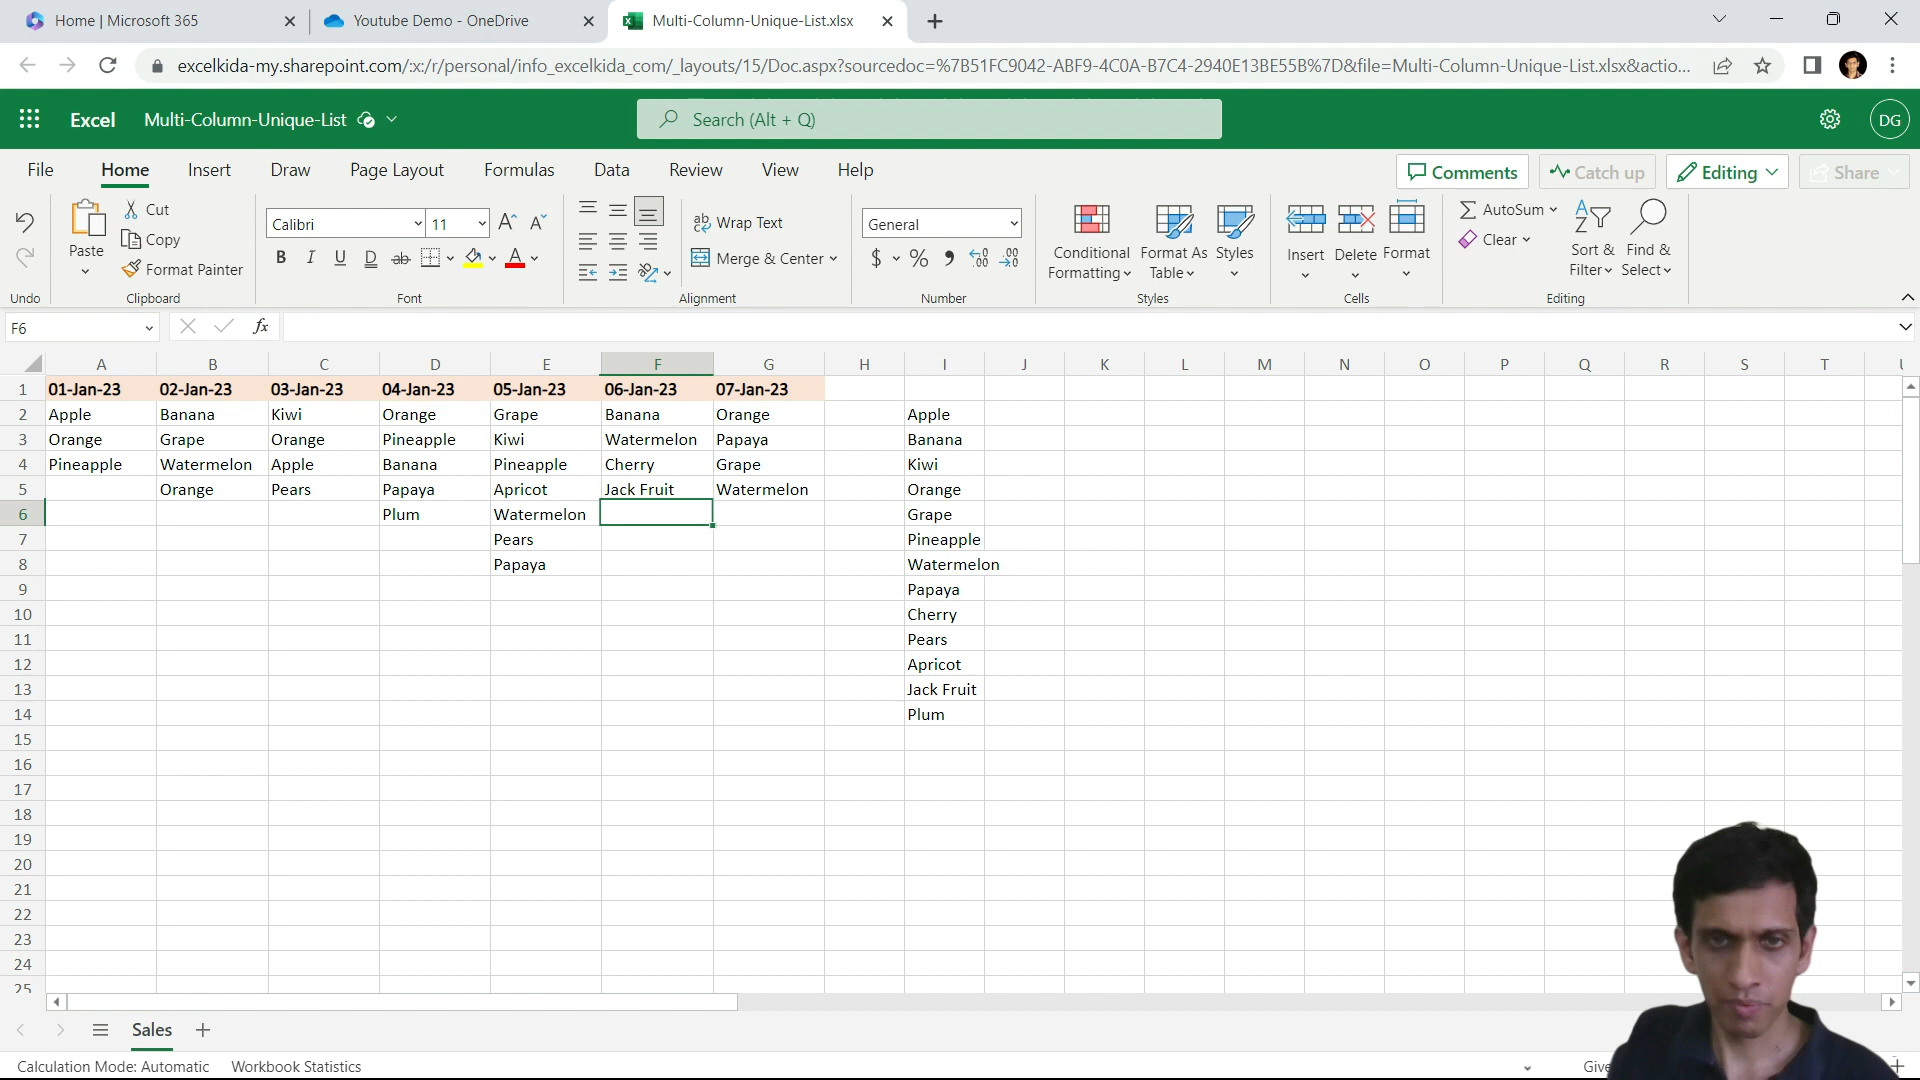 Home | Microsoft 365
Youtube Demo - OneDrive
Multi-Column-Unique-List.xlsx
excelkida-my.sharepoint.com/:x:/r/personal/info_excelkida_com/_layouts/15/Doc.aspx?sourcedoc=%7B51FC9042-ABF9-4C0A-B7C4-2940E13BE55B%7D&file=Multi-Column-Unique-List.xlsx&actio...
Excel Multi-Column-Unique-List
Search (Alt + Q)
DG
File Home Insert Draw Page Layout Formulas Data Review View Help
Comments Catch up Editing Share
Paste Cut Copy Format Painter
Calibri 11
Wrap Text
Merge & Center
General
Conditional Formatting
Format As Table
Styles
Insert Delete Format
AutoSum
Clear
Sort & Filter
Find & Select
Undo Clipboard Font Alignment Number Styles Cells Editing
F6 fx
A B C D E F G H I J K L M N O P Q R S T
1 01-Jan-23 02-Jan-23 03-Jan-23 04-Jan-23 05-Jan-23 06-Jan-23 07-Jan-23
2 Apple Banana Kiwi Orange Grape Banana Orange Apple
3 Orange Grape Orange Pineapple Kiwi Watermelon Papaya Banana
4 Pineapple Watermelon Apple Banana Pineapple Cherry Grape Kiwi
5 Orange Pears Papaya Apricot Jack Fruit Watermelon Orange
6 Plum Watermelon Grape
7 Pears Pineapple
8 Papaya Watermelon
9 Papaya
10 Cherry
11 Pears
12 Apricot
13 Jack Fruit
14 Plum
15
16
17
18
19
20
21
22
23
24
25
Sales
Calculation Mode: Automatic Workbook Statistics